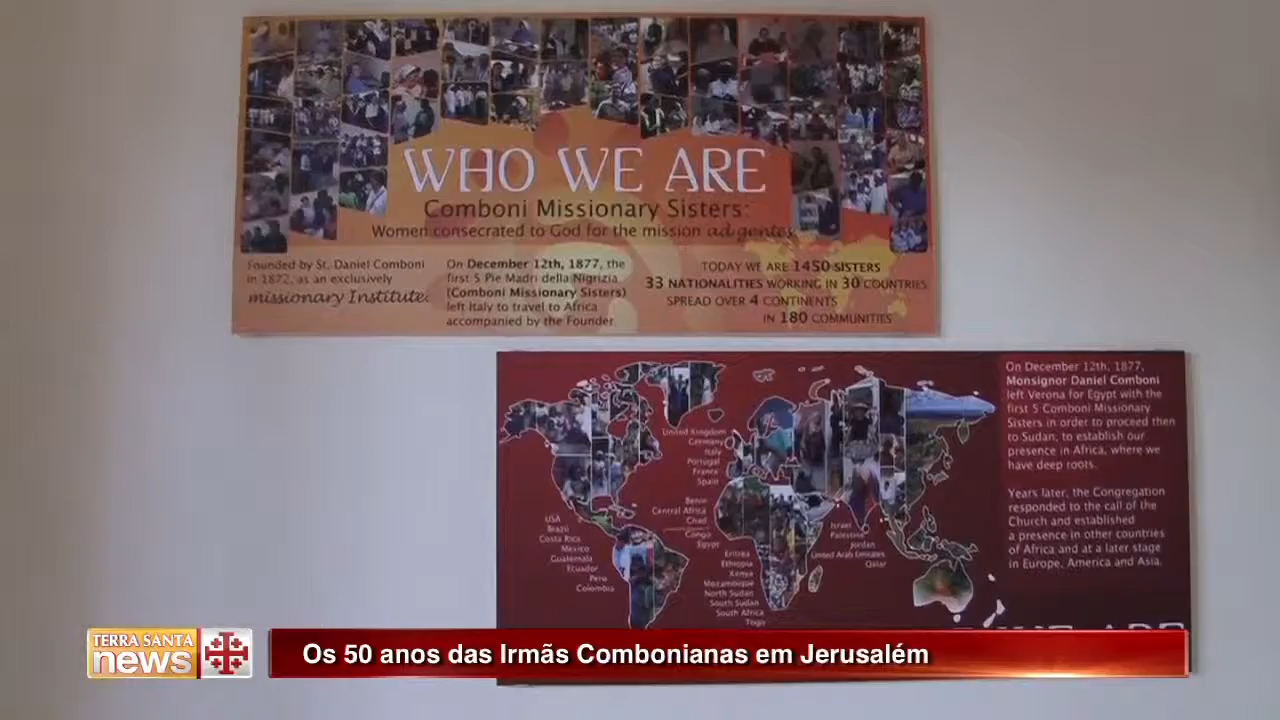 WHO WE ARE
Comboni Missionary Sisters:
Women consecrated to God for the mission ad gentes.
Founded by St. Daniel Comboni
in 1872, as an exclusively
missionary Institute.
On December 12th, 1877, the
first 5 Pie Madri della Nigrizia
(Comboni Missionary Sisters)
left Italy to travel to Africa
accompanied by the Founder
TODAY WE ARE 1450 SISTERS
33 NATIONALITIES WORKING IN 30 COUNTRIES
SPREAD OVER 4 CONTINENTS
IN 180 COMMUNITIES
On December 12th, 1877,
Monsignor Daniel Comboni
left Verona for Egypt with the
first 5 Comboni Missionary
Sisters in order to proceed then
to Sudan, to establish our
presence in Africa, where we
have deep roots.
Years later, the Congregation
responded to the call of the
Church and established
a presence in other countries
of Africa and at a later stage
in Europe, America and Asia.
United Kingdom
Germany
Italy
Portugal
France
Spain
Benin
Central Africa
Chad
Congo
Egypt
Eritrea
Ethiopia
Kenya
Mozambique
North Sudan
South Sudan
South Africa
Togo
USA
Brazil
Costa Rica
Mexico
Guatemala
Ecuador
Peru
Colombia
Israel
Palestine
Jordan
United Arab Emirates
Qatar
TERRA SANTA
news
Os 50 anos das Irmãs Combonianas em Jerusalém